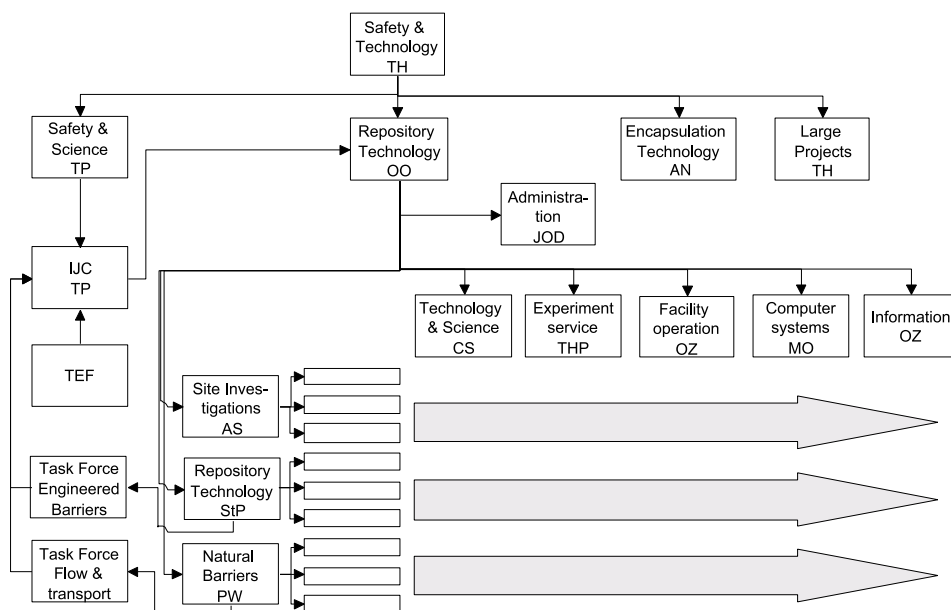 Safety &
Technology
TH
Safety &
Science
TP
Repository
Technology
OO
Encapsulation
Technology
AN
Large
Projects
TH
Administra-
tion
JOD
IJC
TP
Technology
& Science
CS
Experiment
service
THP
Facility
operation
OZ
Computer
systems
MO
Information
OZ
TEF
Site Inves-
tigations
AS
Task Force
Engineered
Barriers
Repository
Technology
StP
Task Force
Flow &
transport
Natural
Barriers
PW